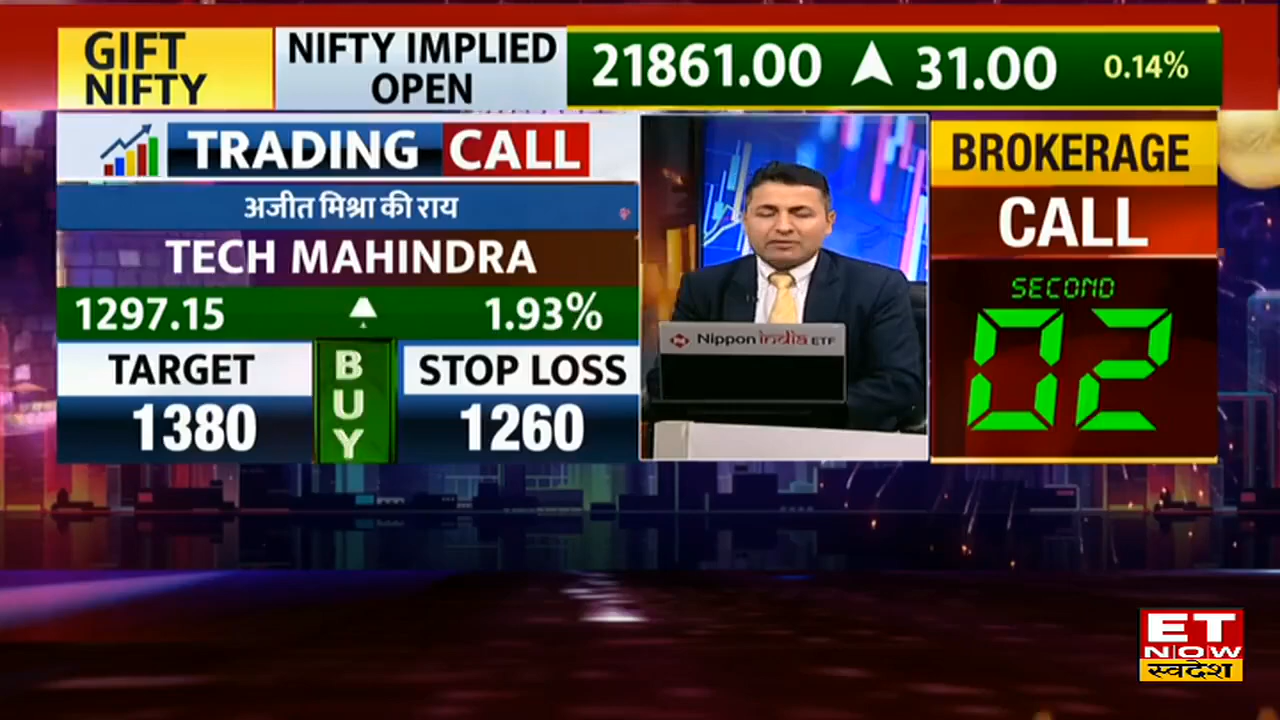 GIFT
NIFTY
NIFTY IMPLIED
OPEN
21861.00 31.00 0.14%
TRADING CALL
अजीत मिश्रा की राय
TECH MAHINDRA
1297.15 1.93%
TARGET
1380
BUY
STOP LOSS
1260
Nippon india ETF
BROKERAGE
CALL
SECOND
02
ET
NOW
स्वदेश